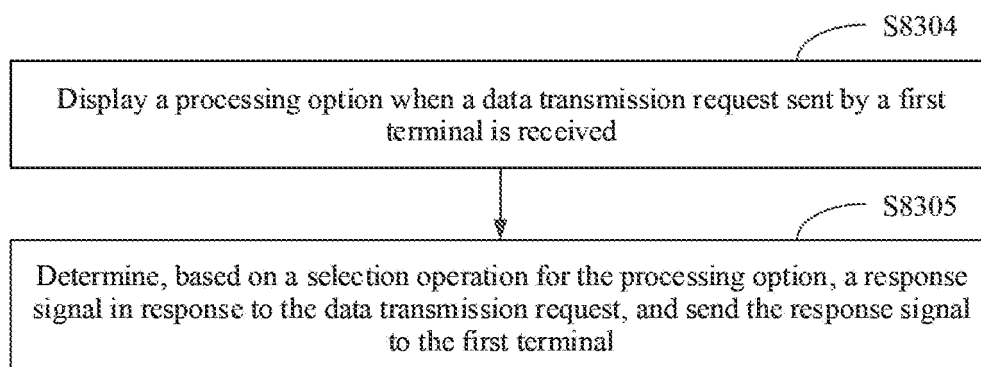 S8304
Display a processing option when a data transmission request sent by a first
terminal is received
S8305
Determine, based on a selection operation for the processing option, a response
signal in response to the data transmission request, and send the response signal
to the first terminal